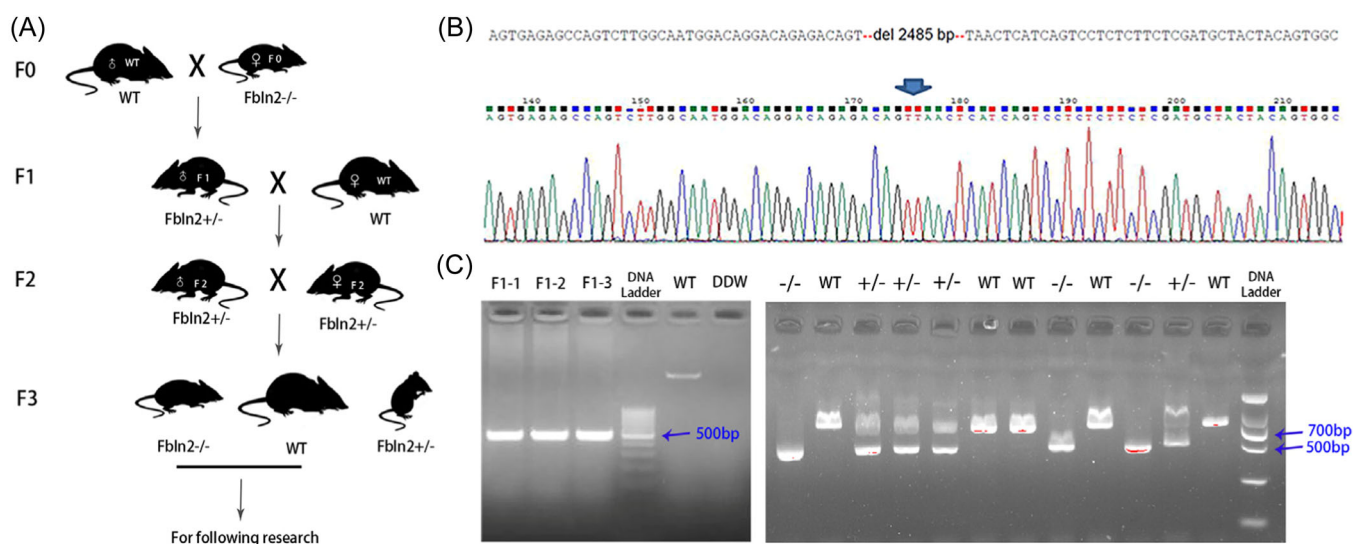 (A)
F0
♂ WT
X
♀ F0
WT
Fbln2-/-
F1
♂ F1
X
♀ WT
Fbln2+/-
WT
F2
♂ F2
X
♀ F2
Fbln2+/-
Fbln2+/-
F3
Fbln2-/-
WT
Fbln2+/-
For following research
(B)
AGTGAGAGCCAGTCTTGGCAATGGACAGGACAGAGACAGT--del 2485 bp--TAACTCATCAGTCCTCTCTTCTCGATGCTACTACAGTGGC
140 150 160 170 180 190 200 210
AGTGAGAGCCAGTCTTGGCAATGGACAGGACAGAGACAGTTAACTCATCAGTCCTCTCTTCTCGATGCTACTACAGTGGC
(C)
F1-1 F1-2 F1-3 DNA Ladder WT DDW
500bp
-/- WT +/- +/- +/- WT WT -/- WT -/- +/- WT DNA Ladder
700bp
500bp